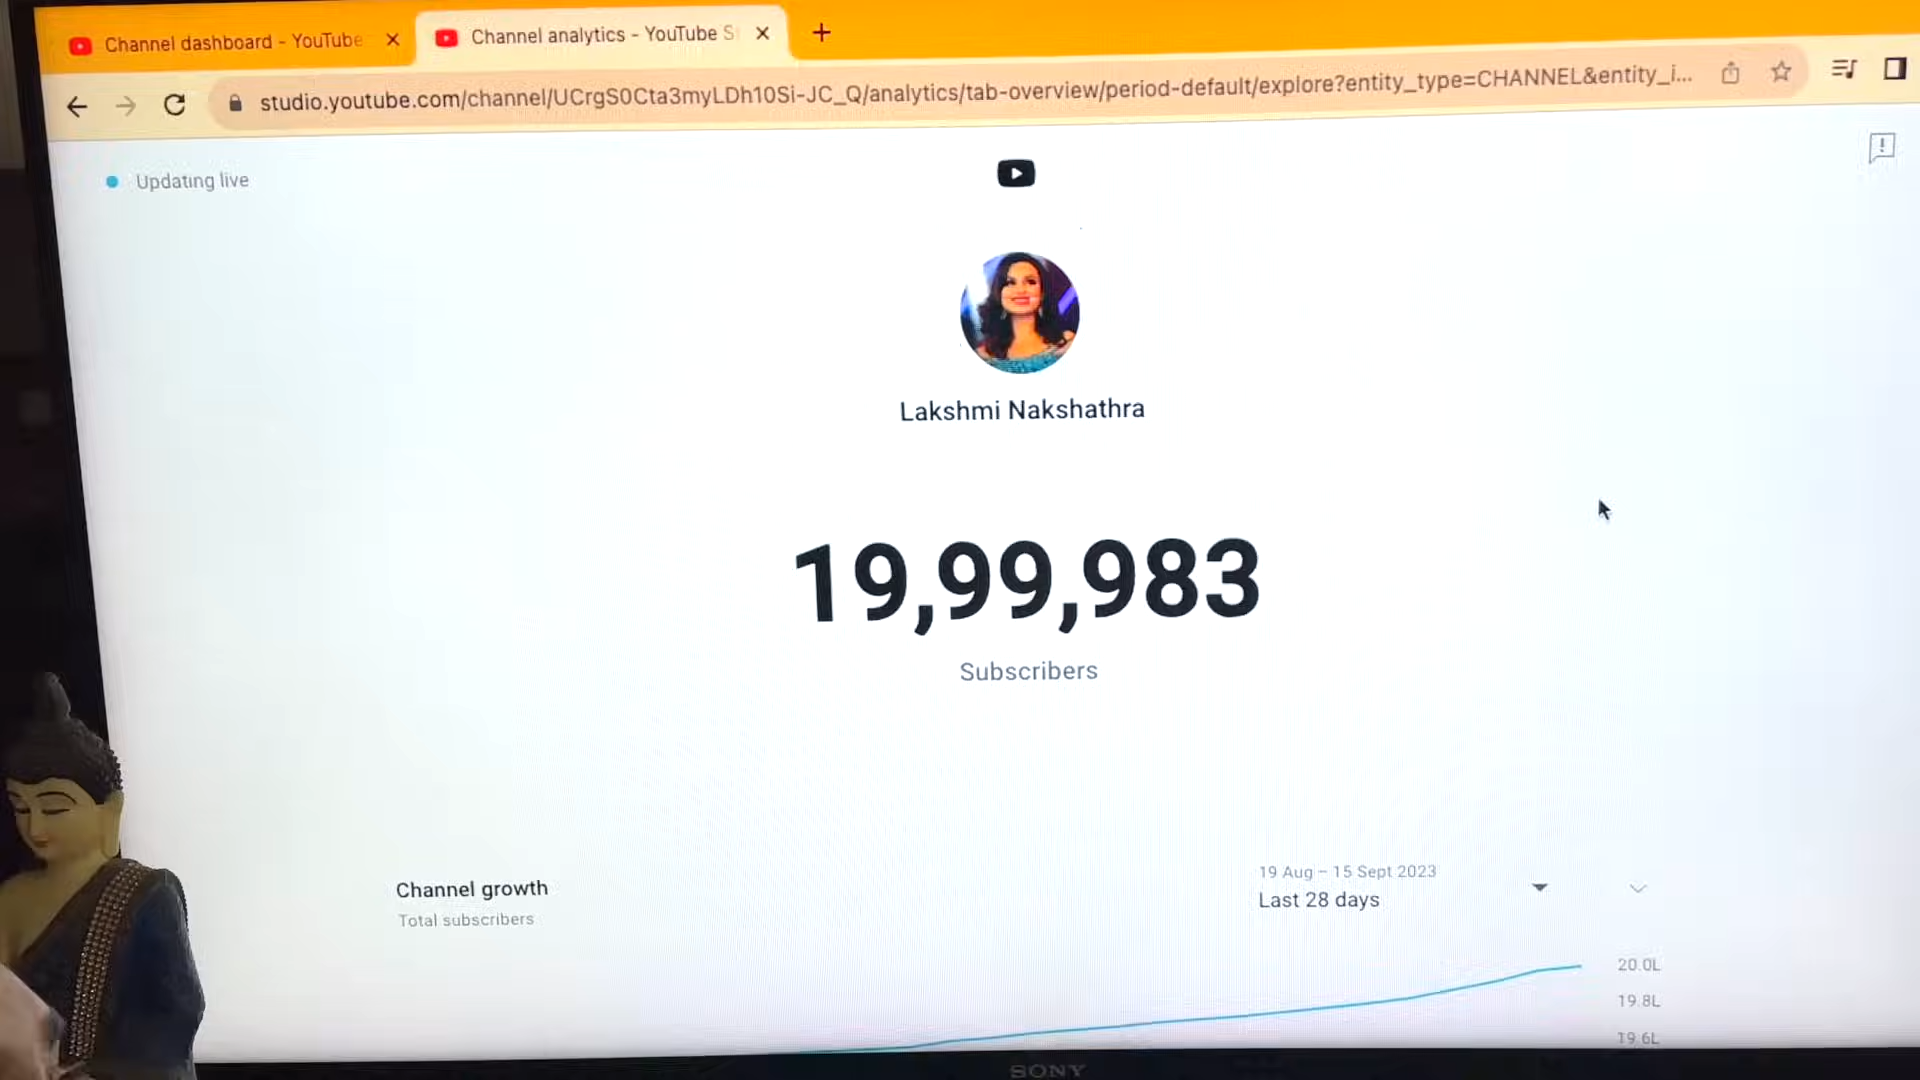 Channel dashboard - YouTube
Channel analytics - YouTube S
studio.youtube.com/channel/UCrgS0Cta3myLDh10Si-JC_Q/analytics/tab-overview/period-default/explore?entity_type=CHANNEL&entity_i...
Updating live
Lakshmi Nakshathra
19,99,983
Subscribers
Channel growth
Total subscribers
19 Aug – 15 Sept 2023
Last 28 days
20.0L
19.8L
19.6L
SONY